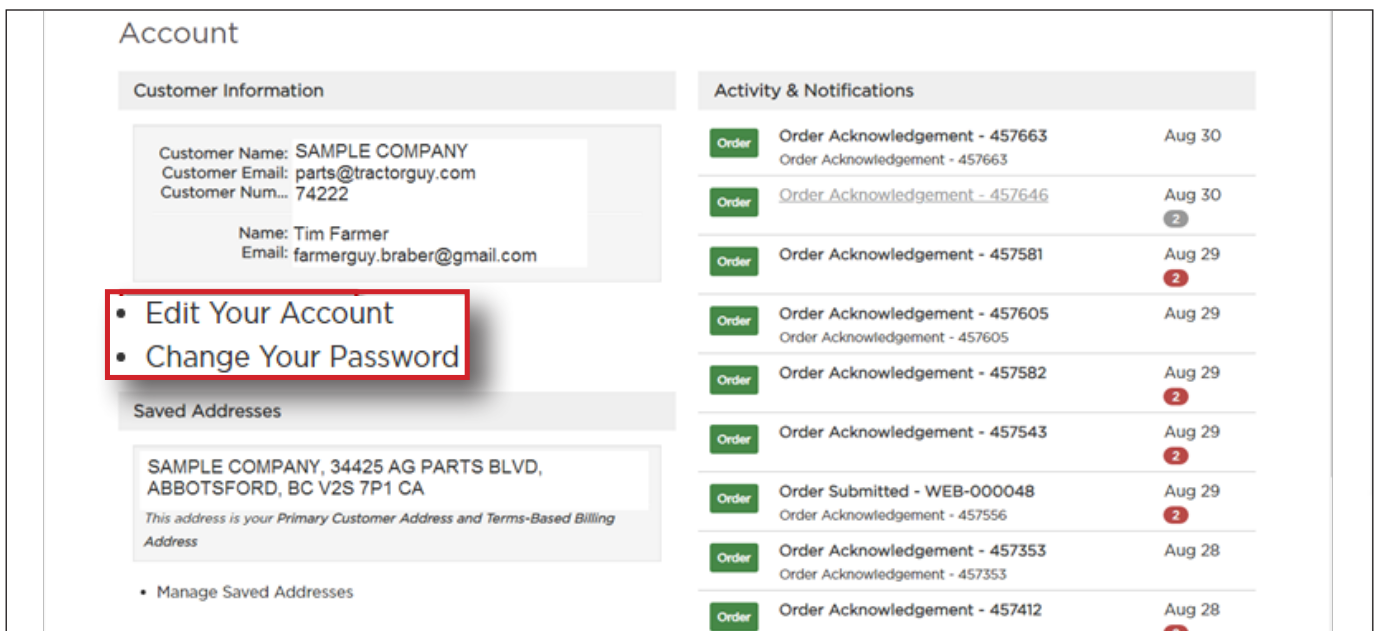 Account
Customer Information
Customer Name: SAMPLE COMPANY
Customer Email: parts@tractorguy.com
Customer Num... 74222
Name: Tim Farmer
Email: farmerguy.braber@gmail.com
• Edit Your Account
• Change Your Password
Saved Addresses
SAMPLE COMPANY, 34425 AG PARTS BLVD,
ABBOTSFORD, BC V2S 7P1 CA
This address is your Primary Customer Address and Terms-Based Billing
Address
• Manage Saved Addresses
Activity & Notifications
Order Order Acknowledgement - 457663 Aug 30
Order Acknowledgement - 457663
Order Order Acknowledgement - 457646 Aug 30
2
Order Order Acknowledgement - 457581 Aug 29
2
Order Order Acknowledgement - 457605 Aug 29
Order Acknowledgement - 457605
Order Order Acknowledgement - 457582 Aug 29
2
Order Order Acknowledgement - 457543 Aug 29
2
Order Order Submitted - WEB-000048 Aug 29
Order Acknowledgement - 457556 2
Order Order Acknowledgement - 457353 Aug 28
Order Acknowledgement - 457353
Order Order Acknowledgement - 457412 Aug 28